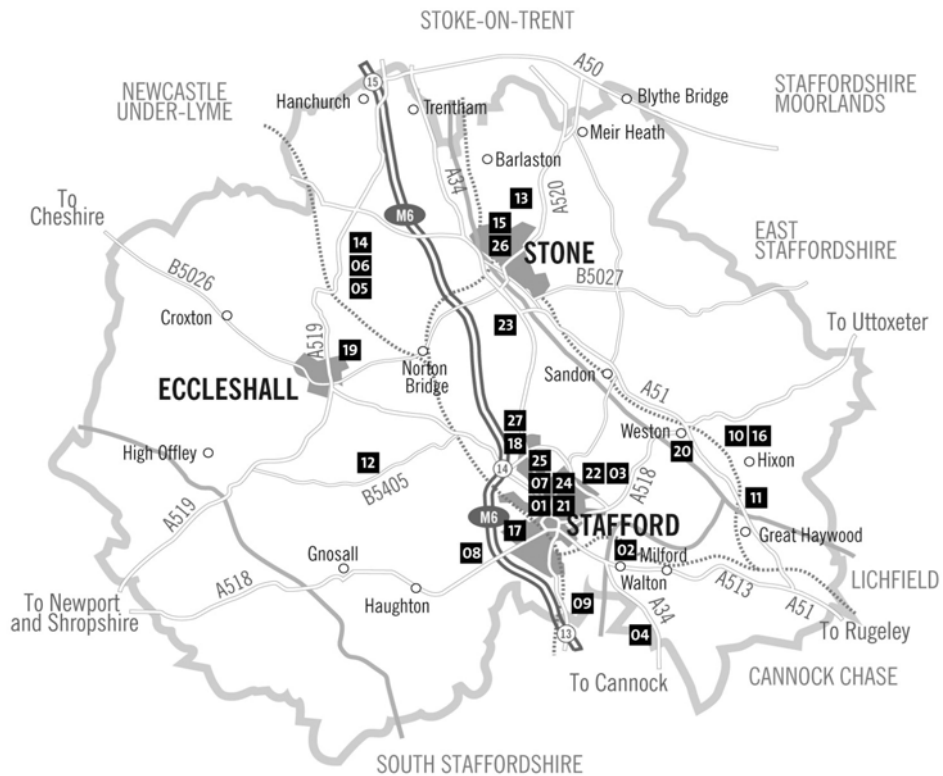 STOKE-ON-TRENT
A50
15
NEWCASTLE
UNDER-LYME
Hanchurch
Trentham
Blythe Bridge
STAFFORDSHIRE
MOORLANDS
Meir Heath
Barlaston
A34
A520
13
To
Cheshire
M6
15
26
STONE
EAST
STAFFORDSHIRE
14
06
05
B5026
B5027
Croxton
A519
23
To Uttoxeter
19
Norton
Bridge
Sandon
A51
ECCLESHALL
27
18
Weston
20
10
16
Hixon
High Offley
12
B5405
14
25
07
24
01
21
22
03
A518
11
A519
M6
17
STAFFORD
Great Haywood
08
Gnosall
02
Milford
Walton
A513
LICHFIELD
A518
Haughton
A51
To Newport
and Shropshire
09
A34
To Rugeley
13
04
To Cannock
CANNOCK CHASE
SOUTH STAFFORDSHIRE